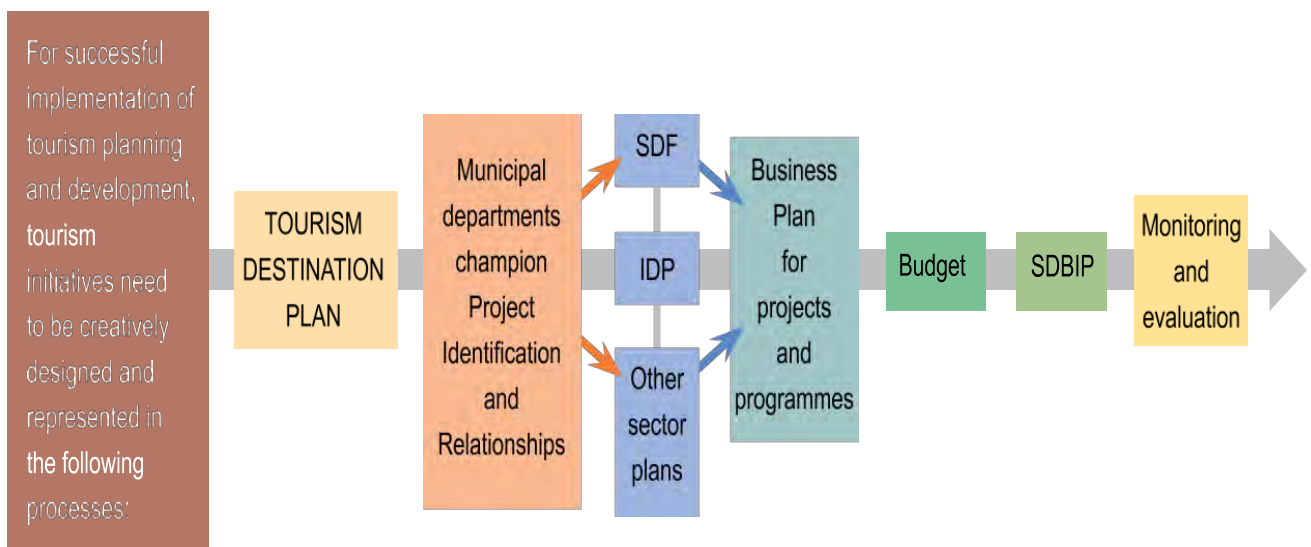 For successful
implementation of
tourism planning
and development,
tourism
initiatives need
to be creatively
designed and
represented in
the following
processes:
TOURISM
DESTINATION
PLAN
Municipal
departments
champion
Project
Identification
and
Relationships
SDF
IDP
Other
sector
plans
Business
Plan
for
projects
and
programmes
Budget
SDBIP
Monitoring
and
evaluation